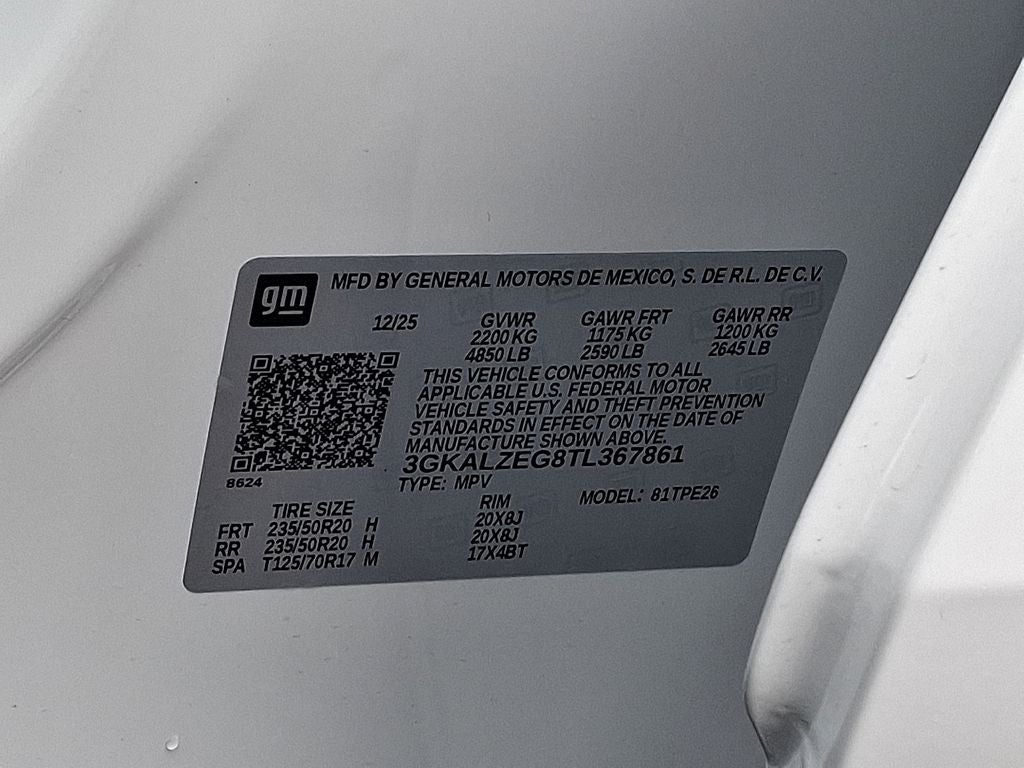 gm MFD BY GENERAL MOTORS DE MEXICO, S. DE R.L. DE C.V.
12/25 GVWR GAWR FRT GAWR RR
2200 KG 1175 KG 1200 KG
4850 LB 2590 LB 2645 LB
THIS VEHICLE CONFORMS TO ALL
APPLICABLE U.S. FEDERAL MOTOR
VEHICLE SAFETY AND THEFT PREVENTION
STANDARDS IN EFFECT ON THE DATE OF
MANUFACTURE SHOWN ABOVE.
3GKALZEG8TL367861
8624 TYPE: MPV
TIRE SIZE RIM MODEL: 81TPE26
FRT 235/50R20 H 20X8J
RR 235/50R20 H 20X8J
SPA T125/70R17 M 17X4BT